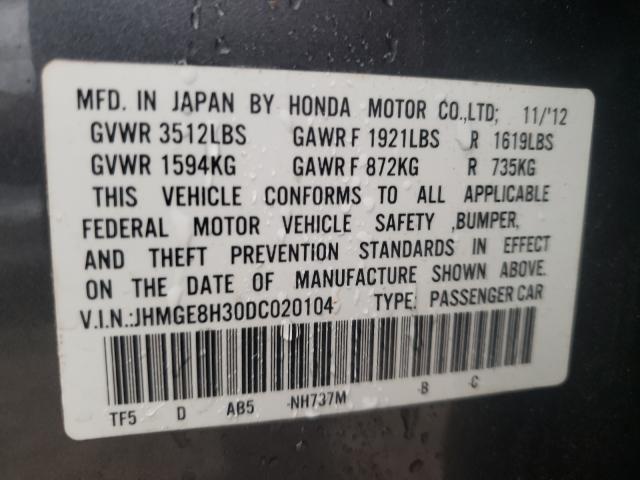 MFD. IN JAPAN BY HONDA MOTOR CO.,LTD; 11/'12
GVWR 3512LBS GAWR F 1921LBS R 1619LBS
GVWR 1594KG GAWR F 872KG R 735KG
THIS VEHICLE CONFORMS TO ALL APPLICABLE
FEDERAL MOTOR VEHICLE SAFETY ,BUMPER,
AND THEFT PREVENTION STANDARDS IN EFFECT
ON THE DATE OF MANUFACTURE SHOWN ABOVE.
V.I.N.:JHMGE8H30DC020104 TYPE: PASSENGER CAR
TF5 D AB5 -NH737M -B -C